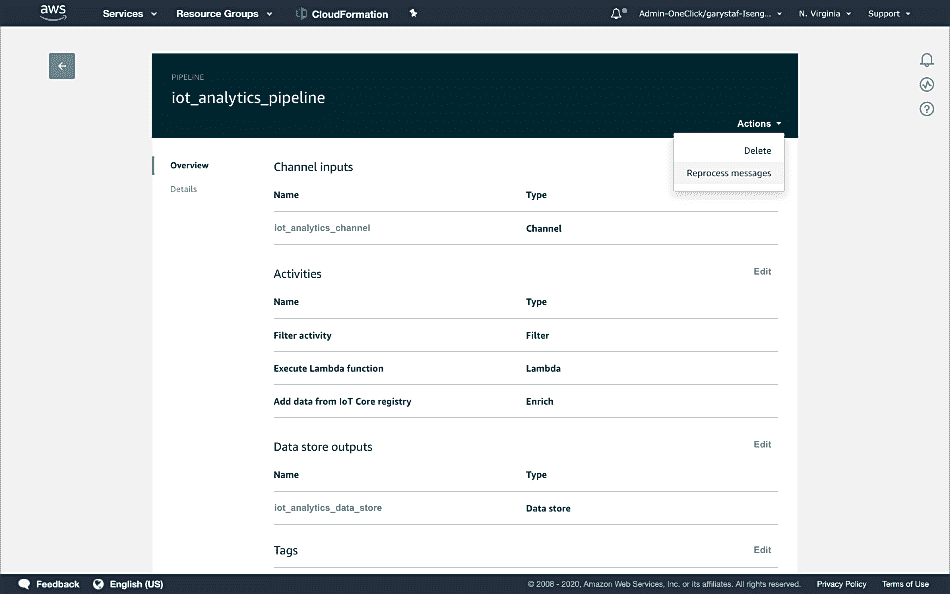 aws Services Resource Groups CloudFormation Admin-OneClick/garystaf-Iseng... N. Virginia Support
PIPELINE
iot_analytics_pipeline
Actions
Delete
Reprocess messages
Overview
Details
Channel inputs
Name Type
iot_analytics_channel Channel
Activities Edit
Name Type
Filter activity Filter
Execute Lambda function Lambda
Add data from IoT Core registry Enrich
Data store outputs Edit
Name Type
iot_analytics_data_store Data store
Tags Edit
Feedback English (US) © 2008 - 2020, Amazon Web Services, Inc. or its affiliates. All rights reserved. Privacy Policy Terms of Use